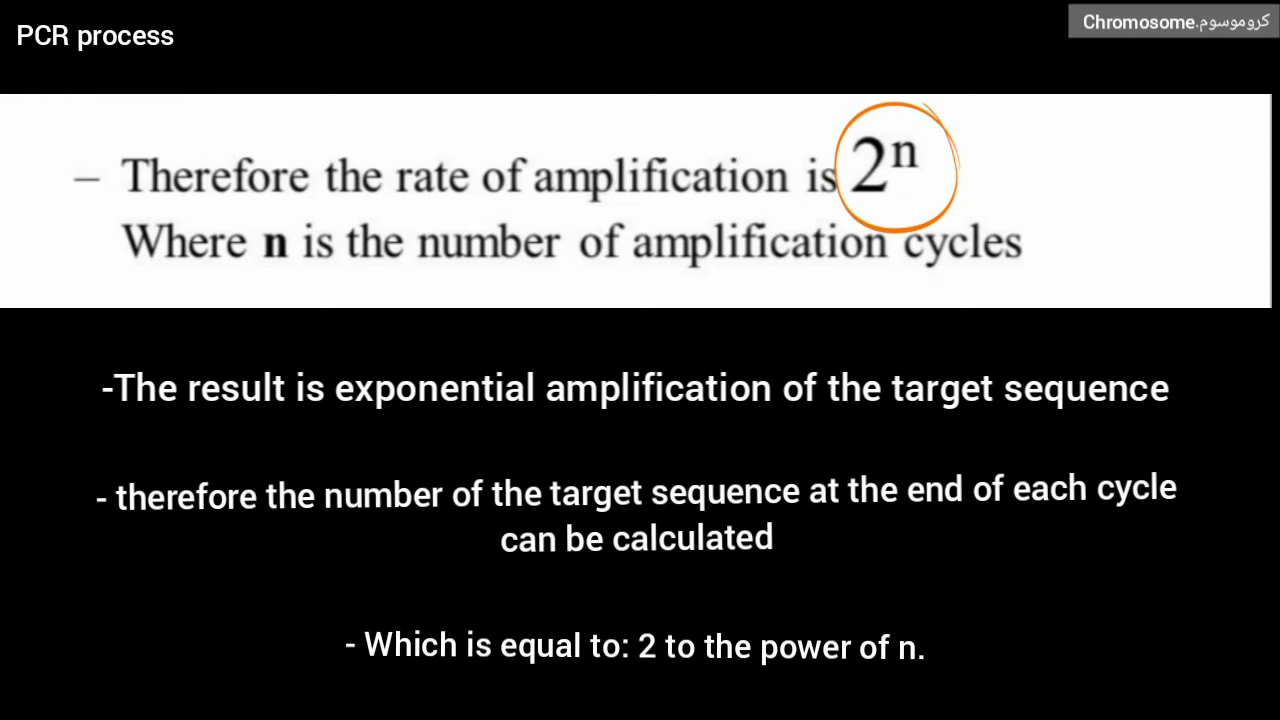 PCR process
Chromosome.كروموسوم
– Therefore the rate of amplification is 2ⁿ
Where n is the number of amplification cycles
-The result is exponential amplification of the target sequence
- therefore the number of the target sequence at the end of each cycle
can be calculated
- Which is equal to: 2 to the power of n.